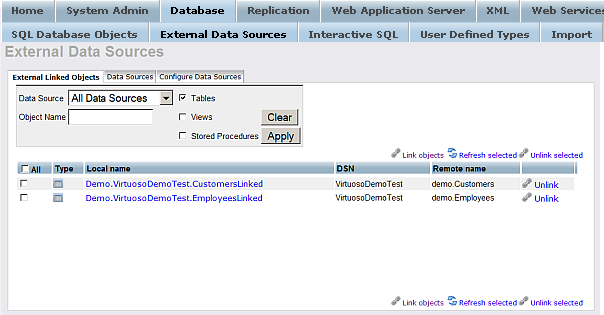 Home System Admin Database Replication Web Application Server XML Web Services
SQL Database Objects External Data Sources Interactive SQL User Defined Types Import
External Data Sources
External Linked Objects Data Sources Configure Data Sources
Data Source All Data Sources Tables
Object Name Views Clear
Stored Procedures Apply
Link objects Refresh selected Unlink selected
All Type Local name DSN Remote name
Demo.VirtuosoDemoTest.CustomersLinked VirtuosoDemoTest demo.Customers Unlink
Demo.VirtuosoDemoTest.EmployeesLinked VirtuosoDemoTest demo.Employees Unlink
Link objects Refresh selected Unlink selected